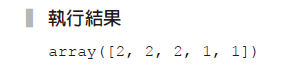 執行結果
array([2, 2, 2, 1, 1])